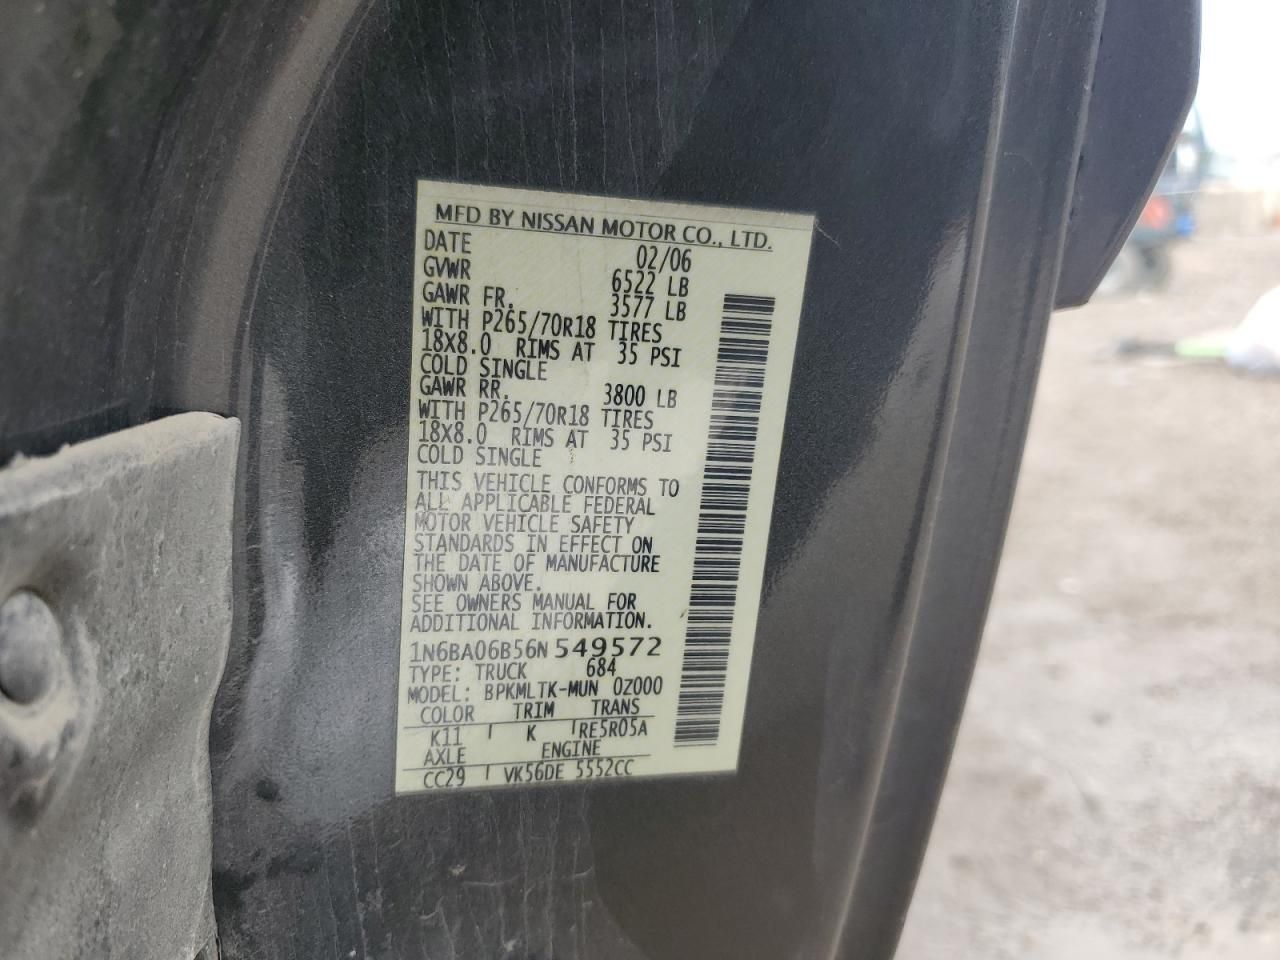 MFD BY NISSAN MOTOR CO., LTD.
DATE 02/06
GVWR 6522 LB
GAWR FR. 3577 LB
WITH P265/70R18 TIRES
18X8.0 RIMS AT 35 PSI
COLD SINGLE
GAWR RR. 3800 LB
WITH P265/70R18 TIRES
18X8.0 RIMS AT 35 PSI
COLD SINGLE
THIS VEHICLE CONFORMS TO
ALL APPLICABLE FEDERAL
MOTOR VEHICLE SAFETY
STANDARDS IN EFFECT ON
THE DATE OF MANUFACTURE
SHOWN ABOVE.
SEE OWNERS MANUAL FOR
ADDITIONAL INFORMATION.
1N6BA06B56N549572
TYPE: TRUCK 684
MODEL: BPKMLTK-MUN 0Z000
COLOR TRIM TRANS
K11 K RE5R05A
AXLE ENGINE
CC29 VK56DE 5552CC